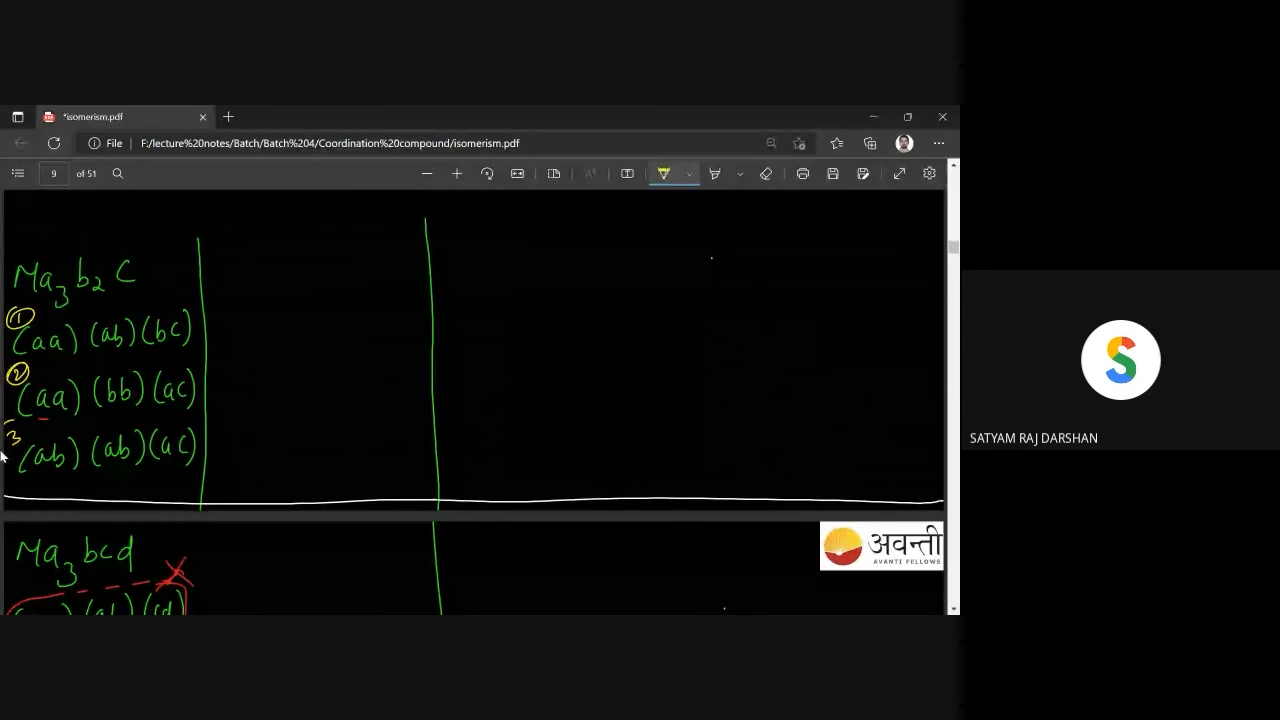 *isomerism.pdf
File F:/lecture%20notes/Batch/Batch%204/Coordination%20compound/isomerism.pdf
9 of 51
Ma3b2C
①
(aa) (ab) (bc)
②
(aa) (bb) (ac)
3
(ab) (ab) (ac)
Ma3bcd
अवन्ती
AVANTI FELLOWS
S
SATYAM RAJ DARSHAN